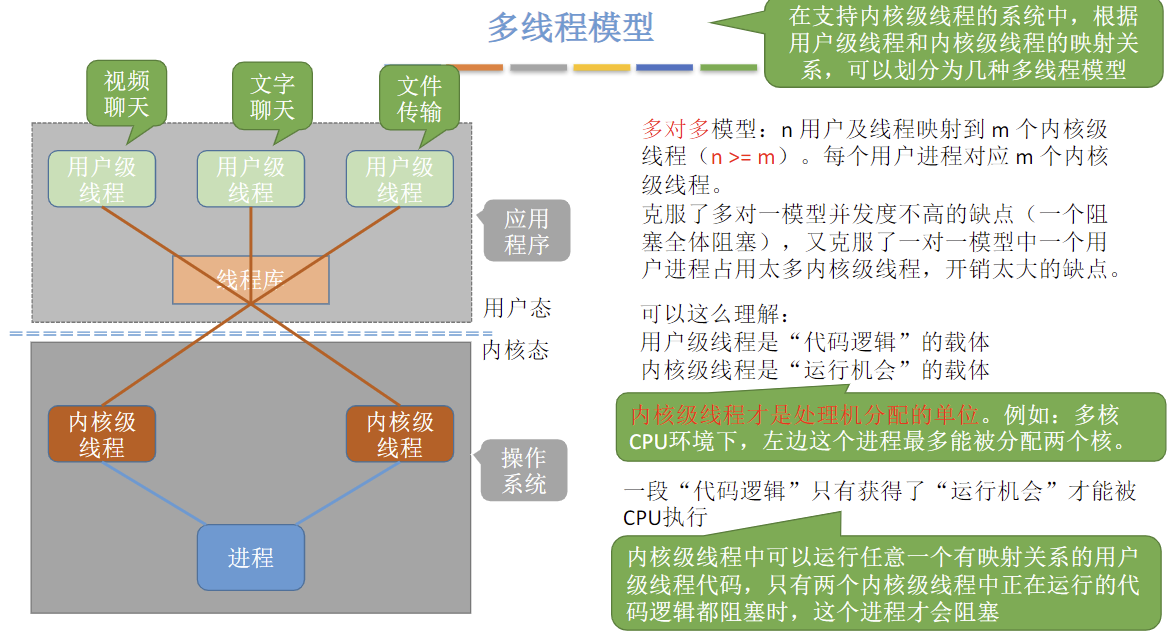 多线程模型
在支持内核级线程的系统中，根据
用户级线程和内核级线程的映射关
系，可以划分为几种多线程模型
视频
聊天
文字
聊天
文件
传输
用户级
线程
用户级
线程
用户级
线程
应用
程序
线程库
用户态
内核态
内核级
线程
内核级
线程
操作
系统
进程
多对多模型：n 用户及线程映射到 m 个内核级
线程（n >= m）。每个用户进程对应 m 个内核
级线程。
克服了多对一模型并发度不高的缺点（一个阻
塞全体阻塞），又克服了一对一模型中一个用
户进程占用太多内核级线程，开销太大的缺点。
可以这么理解：
用户级线程是“代码逻辑”的载体
内核级线程是“运行机会”的载体
内核级线程才是处理机分配的单位。例如：多核
CPU环境下，左边这个进程最多能被分配两个核。
一段“代码逻辑”只有获得了“运行机会”才能被
CPU执行
内核级线程中可以运行任意一个有映射关系的用户
级线程代码，只有两个内核级线程中正在运行的代
码逻辑都阻塞时，这个进程才会阻塞